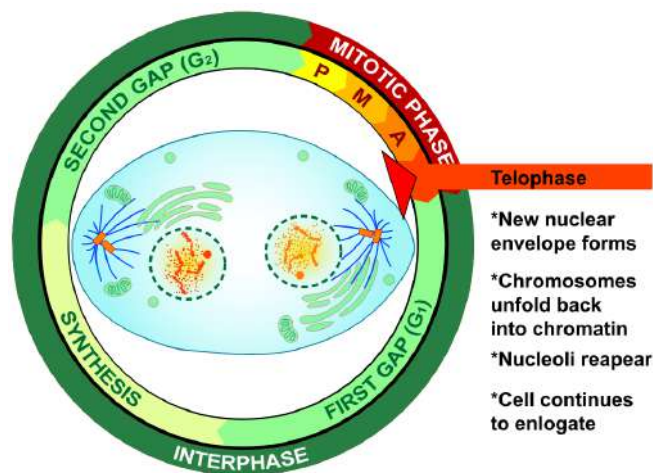 SECOND GAP (G₂)
MITOTIC PHASE
P
M
A
Telophase
*New nuclear
envelope forms
*Chromosomes
unfold back
into chromatin
*Nucleoli reapear
*Cell continues
to enlogate
SYNTHESIS
FIRST GAP (G₁)
INTERPHASE